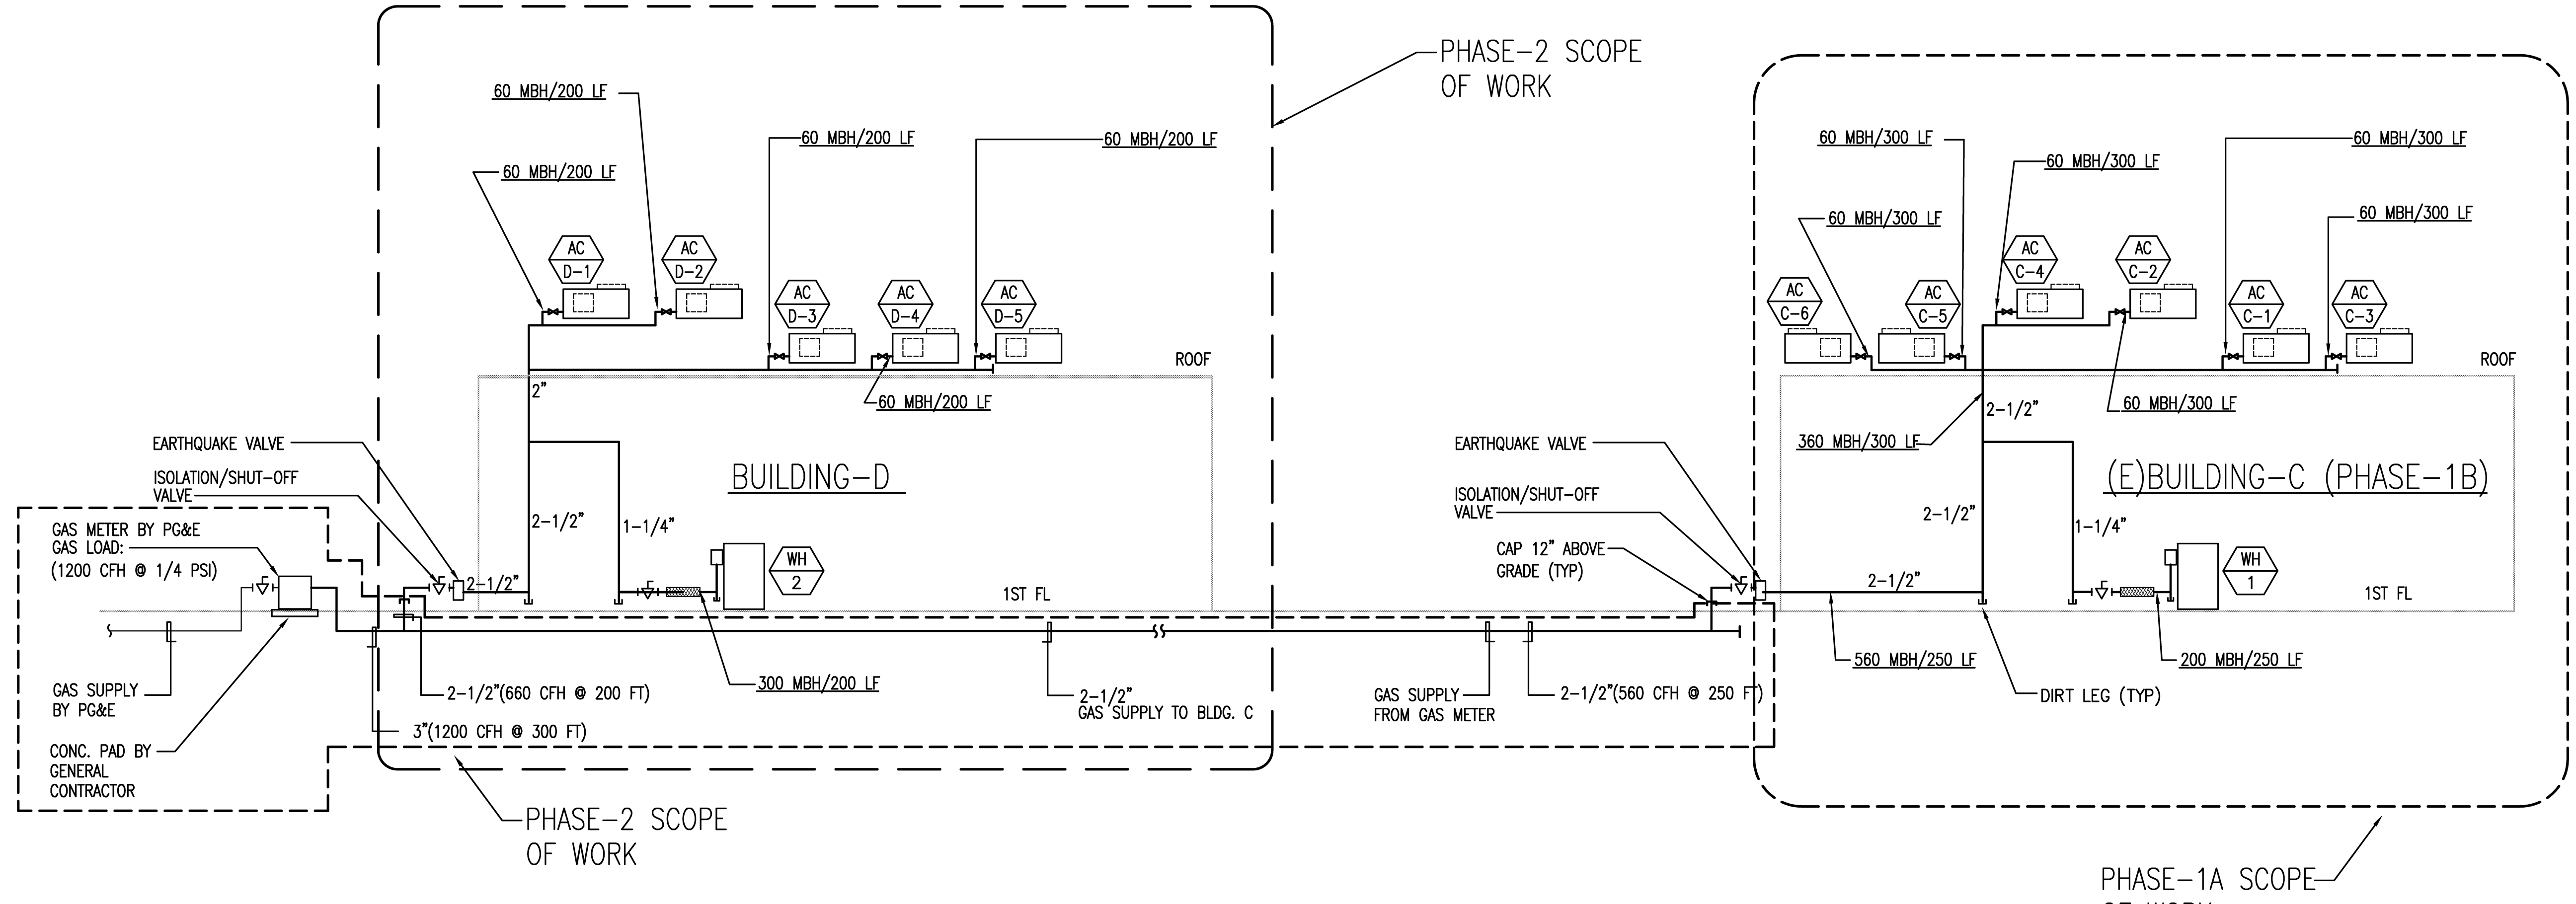 PHASE-2 SCOPE
OF WORK
60 MBH/200 LF
60 MBH/200 LF
60 MBH/200 LF
60 MBH/200 LF
AC
D-1
AC
D-2
AC
D-3
AC
D-4
AC
D-5
ROOF
2"
60 MBH/200 LF
EARTHQUAKE VALVE
ISOLATION/SHUT-OFF
VALVE
BUILDING-D
2-1/2"
1-1/4"
2-1/2"
WH
2
1ST FL
GAS METER BY PG&E
GAS LOAD:
(1200 CFH @ 1/4 PSI)
GAS SUPPLY
BY PG&E
CONC. PAD BY
GENERAL
CONTRACTOR
2-1/2"(660 CFH @ 200 FT)
3"(1200 CFH @ 300 FT)
300 MBH/200 LF
2-1/2"
GAS SUPPLY TO BLDG. C
PHASE-2 SCOPE
OF WORK
60 MBH/300 LF
60 MBH/300 LF
60 MBH/300 LF
60 MBH/300 LF
60 MBH/300 LF
AC
C-6
AC
C-5
AC
C-4
AC
C-2
AC
C-1
AC
C-3
ROOF
2-1/2"
60 MBH/300 LF
360 MBH/300 LF
EARTHQUAKE VALVE
ISOLATION/SHUT-OFF
VALVE
CAP 12" ABOVE
GRADE (TYP)
(E)BUILDING-C (PHASE-1B)
2-1/2"
1-1/4"
2-1/2"
WH
1
1ST FL
560 MBH/250 LF
200 MBH/250 LF
GAS SUPPLY
FROM GAS METER
2-1/2"(560 CFH @ 250 FT)
DIRT LEG (TYP)
PHASE-1A SCOPE